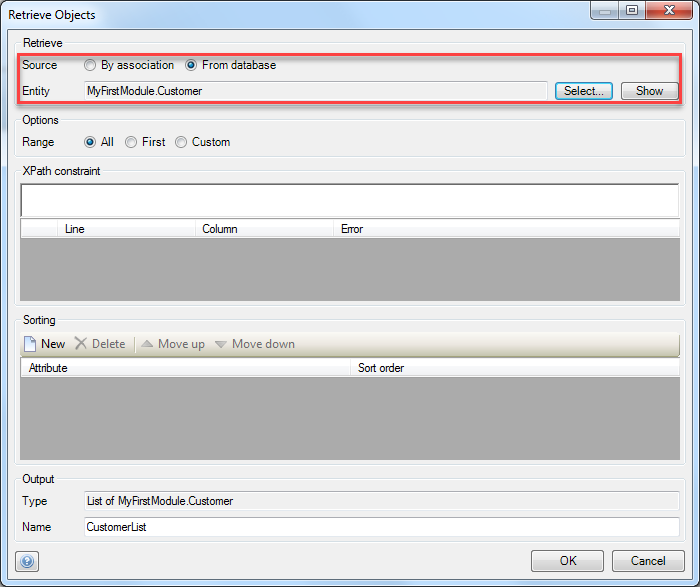 Retrieve Objects
Retrieve
Source By association From database
Entity MyFirstModule.Customer Select... Show
Options
Range All First Custom
XPath constraint
Line Column Error
Sorting
New Delete Move up Move down
Attribute Sort order
Output
Type List of MyFirstModule.Customer
Name CustomerList
? OK Cancel